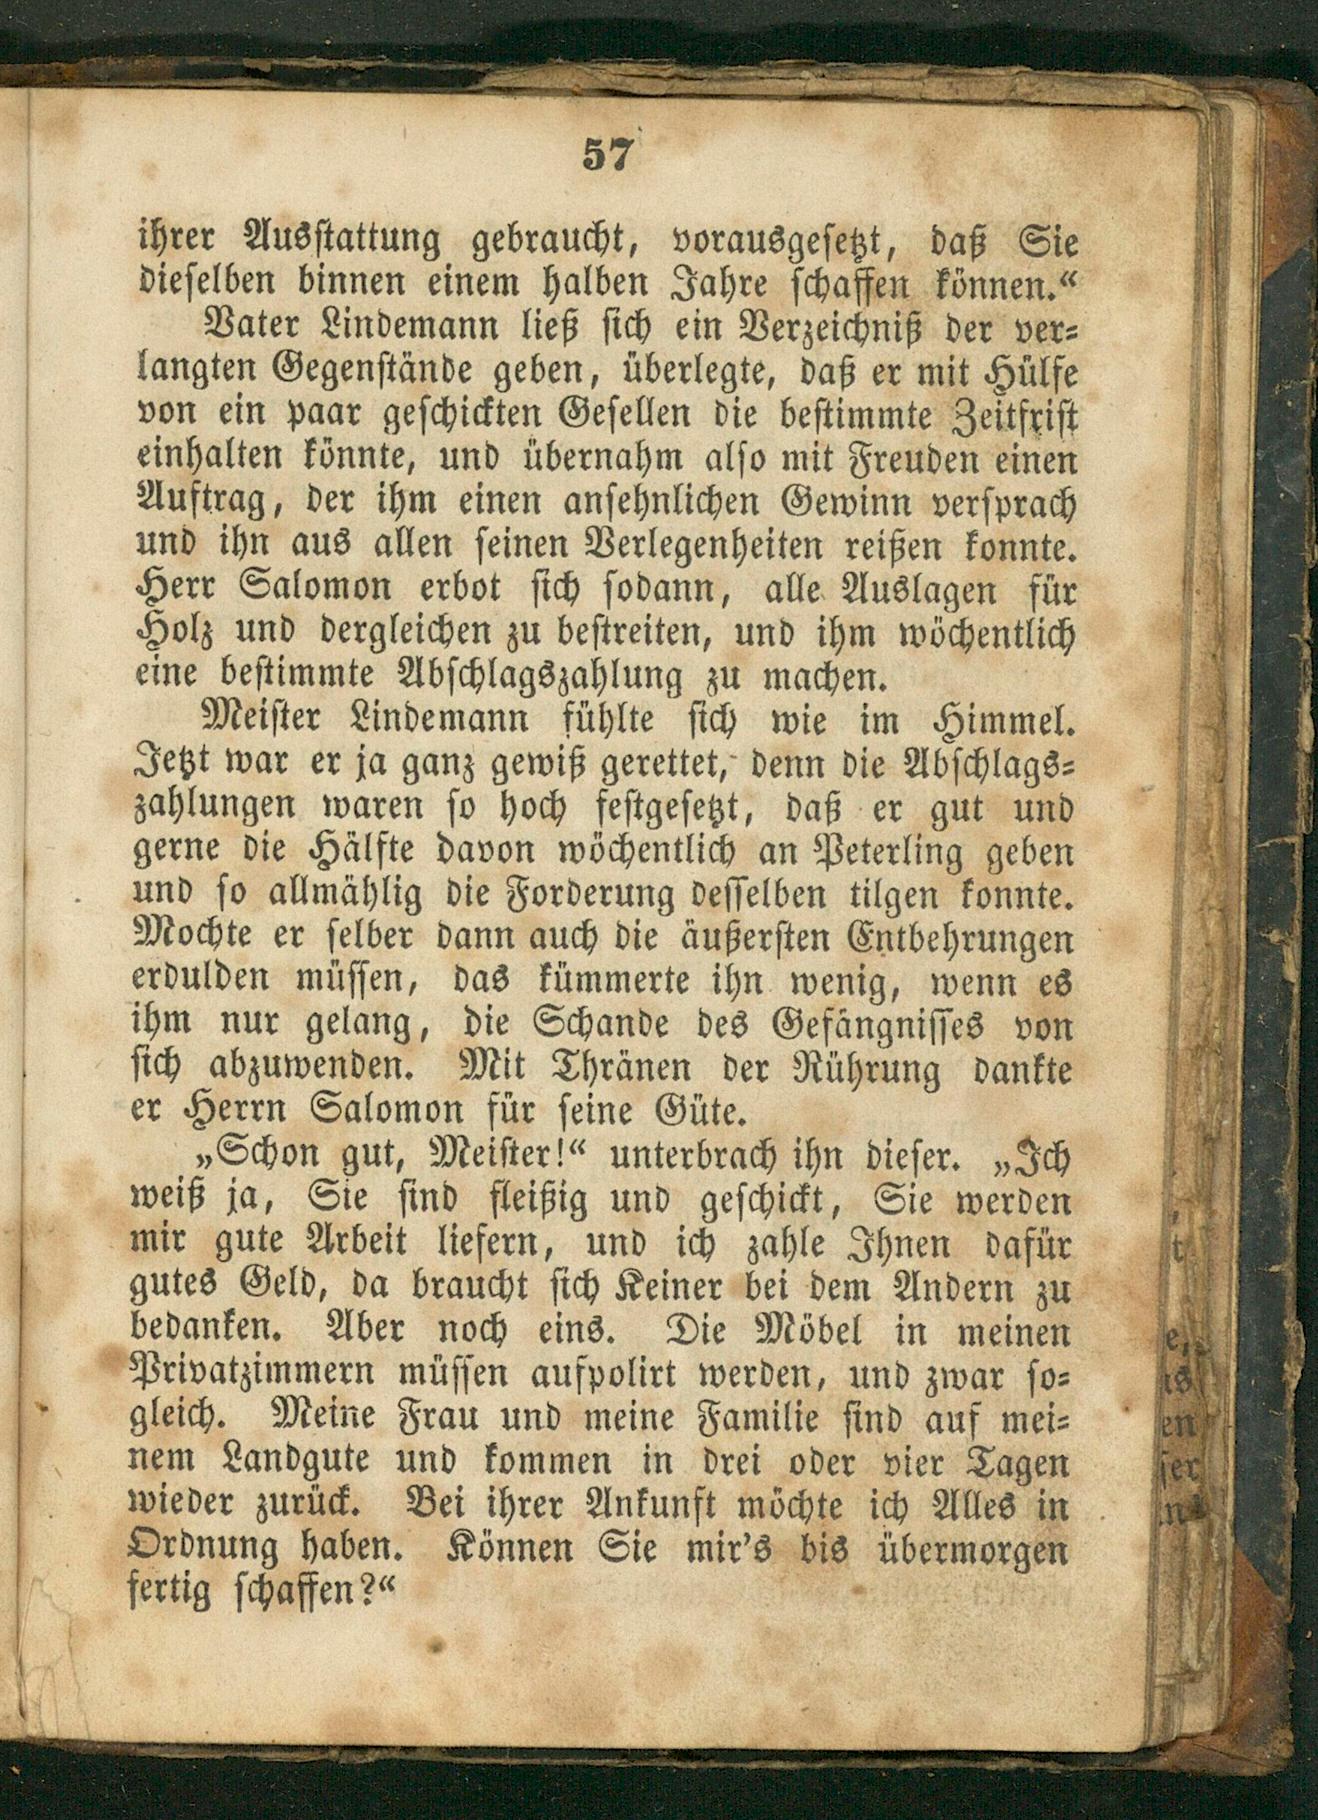 57
ihrer Ausstattung gebraucht, vorausgesetzt, daß Sie
dieselben binnen einem halben Jahre schaffen können.“
Vater Lindemann ließ sich ein Verzeichniß der ver-
langten Gegenstände geben, überlegte, daß er mit Hülfe
von ein paar geschickten Gesellen die bestimmte Zeitfrist
einhalten könnte, und übernahm also mit Freuden einen
Auftrag, der ihm einen ansehnlichen Gewinn versprach
und ihn aus allen seinen Verlegenheiten reißen konnte.
Herr Salomon erbot sich sodann, alle Auslagen für
Holz und dergleichen zu bestreiten, und ihm wöchentlich
eine bestimmte Abschlagszahlung zu machen.
Meister Lindemann fühlte sich wie im Himmel.
Jetzt war er ja ganz gewiß gerettet, denn die Abschlags-
zahlungen waren so hoch festgesetzt, daß er gut und
gerne die Hälfte davon wöchentlich an Peterling geben
und so allmählig die Forderung desselben tilgen konnte.
Mochte er selber dann auch die äußersten Entbehrungen
erdulden müssen, das kümmerte ihn wenig, wenn es
ihm nur gelang, die Schande des Gefängnisses von
sich abzuwenden. Mit Thränen der Rührung dankte
er Herrn Salomon für seine Güte.
„Schon gut, Meister!“ unterbrach ihn dieser. „Ich
weiß ja, Sie sind fleißig und geschickt, Sie werden
mir gute Arbeit liefern, und ich zahle Ihnen dafür
gutes Geld, da braucht sich Keiner bei dem Andern zu
bedanken. Aber noch eins. Die Möbel in meinen
Privatzimmern müssen aufpolirt werden, und zwar so-
gleich. Meine Frau und meine Familie sind auf mei-
nem Landgute und kommen in drei oder vier Tagen
wieder zurück. Bei ihrer Ankunft möchte ich Alles in
Ordnung haben. Können Sie mir's bis übermorgen
fertig schaffen?“